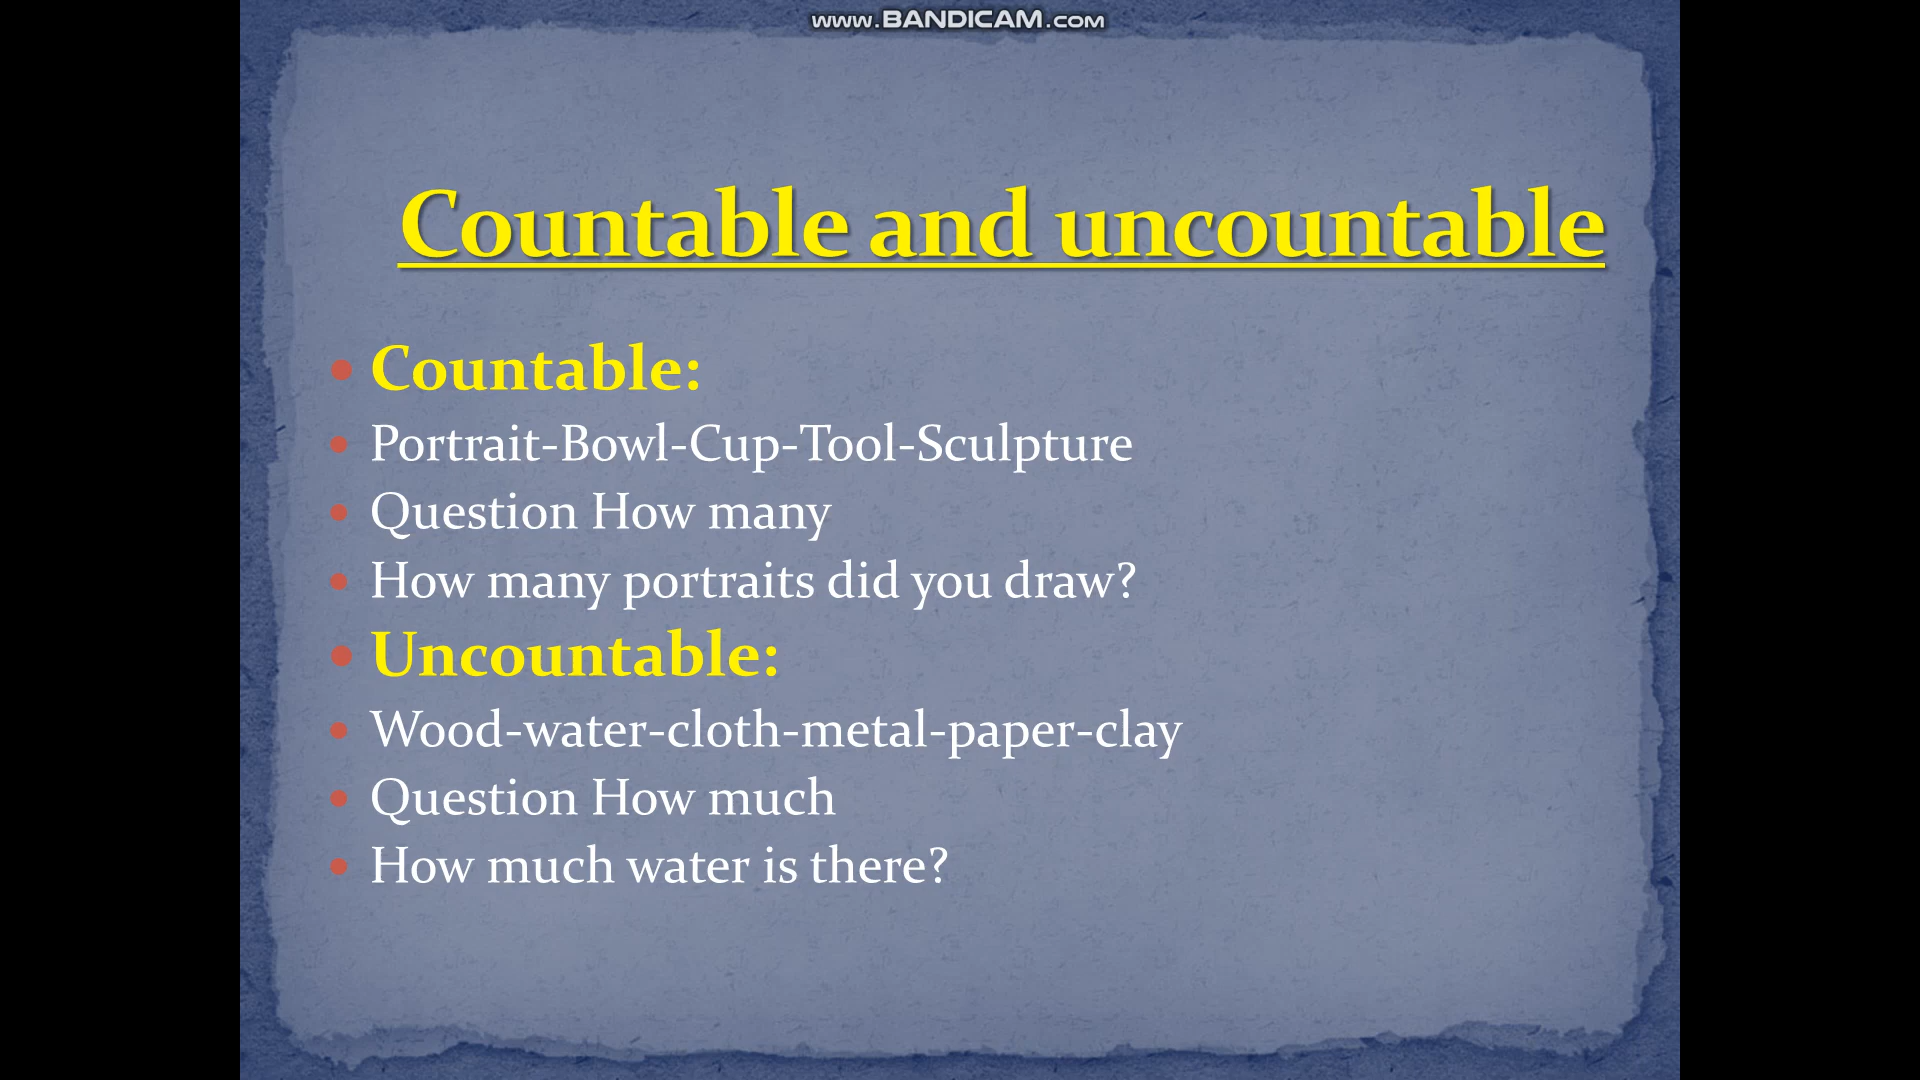 www.BANDICAM.com
Countable and uncountable
Countable:
Portrait-Bowl-Cup-Tool-Sculpture
Question How many
How many portraits did you draw?
Uncountable:
Wood-water-cloth-metal-paper-clay
Question How much
How much water is there?